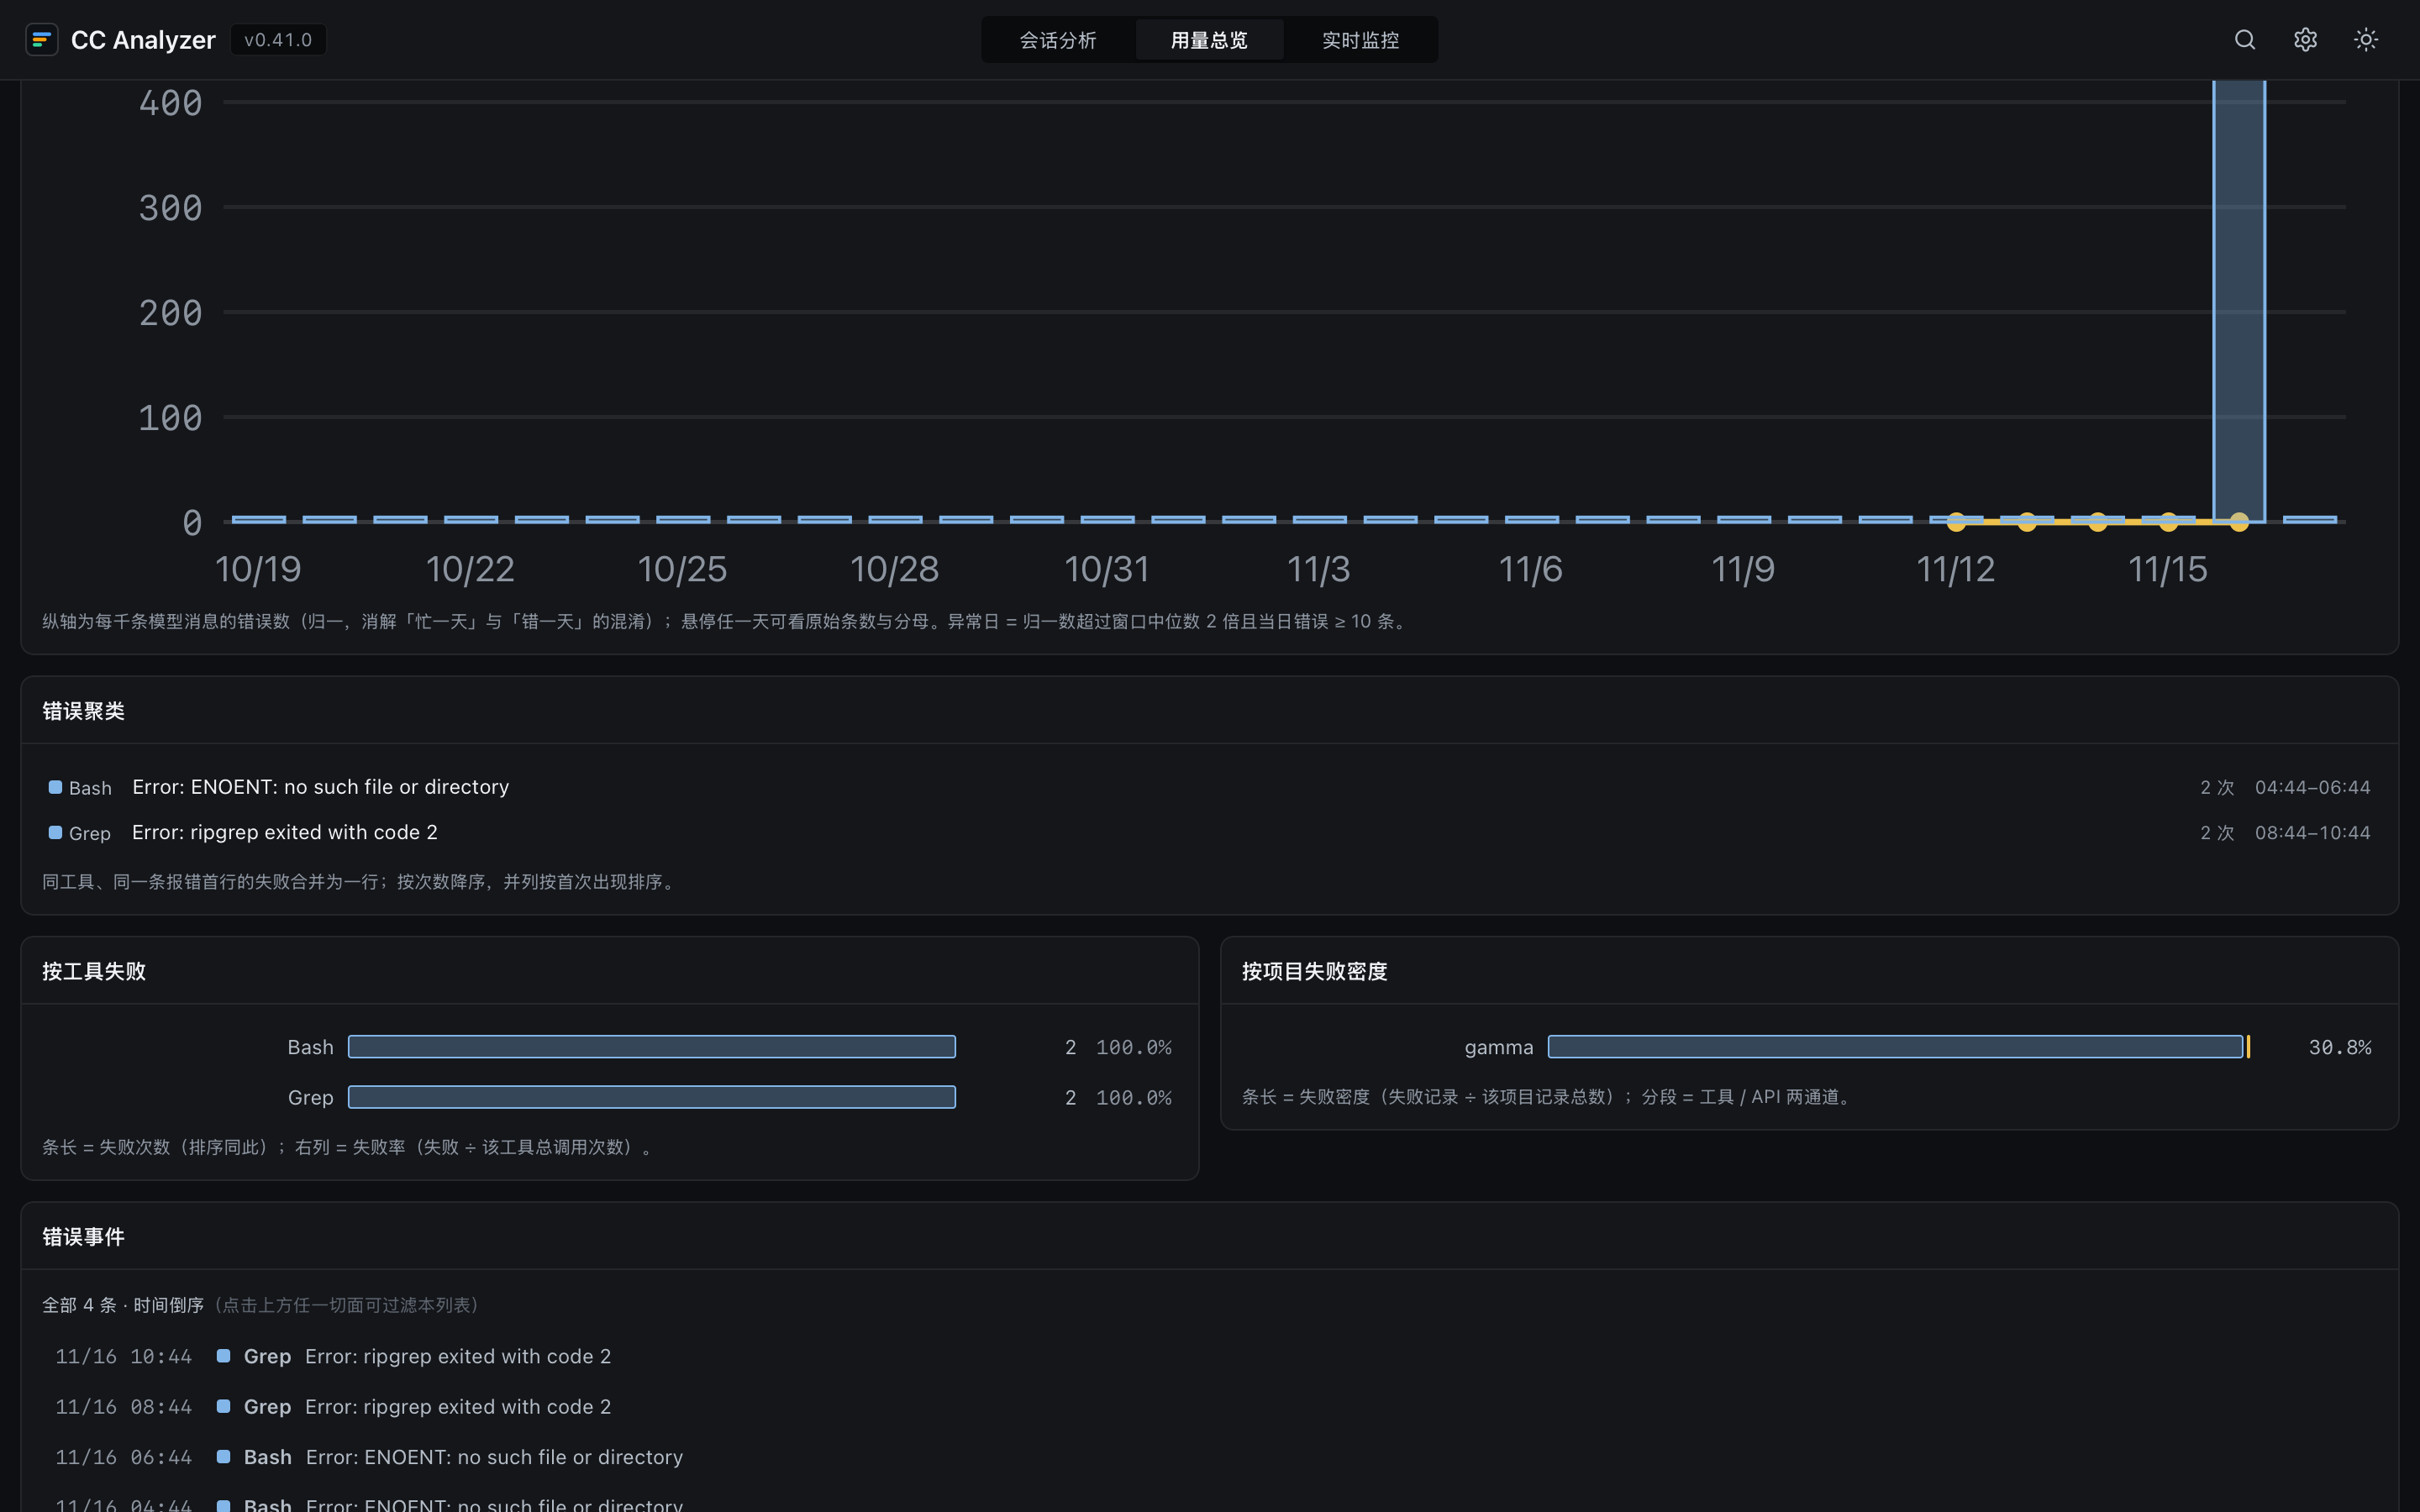 CC Analyzer v0.41.0 会话分析 用量总览 实时监控
400
300
200
100
0
10/19 10/22 10/25 10/28 10/31 11/3 11/6 11/9 11/12 11/15
纵轴为每千条模型消息的错误数（归一，消解「忙一天」与「错一天」的混淆）；悬停任一天可看原始条数与分母。异常日 = 归一数超过窗口中位数 2 倍且当日错误 ≥ 10 条。
错误聚类
Bash Error: ENOENT: no such file or directory 2 次 04:44–06:44
Grep Error: ripgrep exited with code 2 2 次 08:44–10:44
同工具、同一条报错首行的失败合并为一行；按次数降序，并列按首次出现排序。
按工具失败
Bash 2 100.0%
Grep 2 100.0%
条长 = 失败次数（排序同此）；右列 = 失败率（失败 ÷ 该工具总调用次数）。
按项目失败密度
gamma 30.8%
条长 = 失败密度（失败记录 ÷ 该项目记录总数）；分段 = 工具 / API 两通道。
错误事件
全部 4 条 · 时间倒序（点击上方任一切面可过滤本列表）
11/16 10:44 Grep Error: ripgrep exited with code 2
11/16 08:44 Grep Error: ripgrep exited with code 2
11/16 06:44 Bash Error: ENOENT: no such file or directory
11/16 04:44 Bash Error: ENOENT: no such file or directory